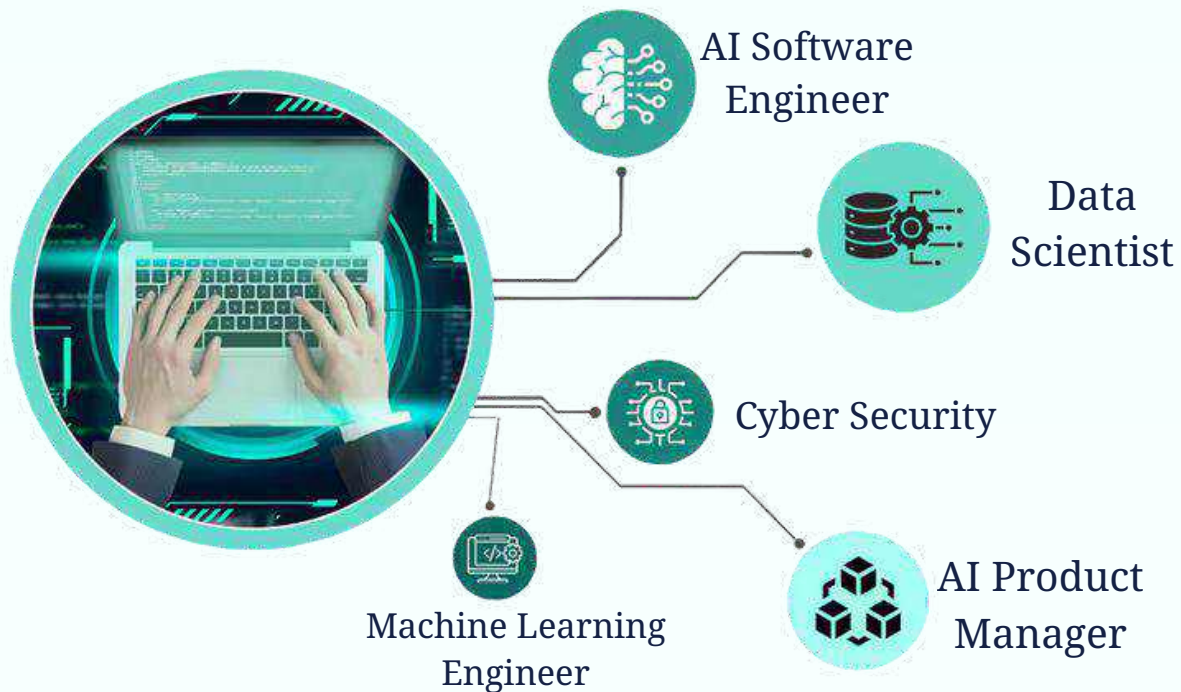 AI Software
Engineer
Data
Scientist
Cyber Security
AI Product
Manager
Machine Learning
Engineer